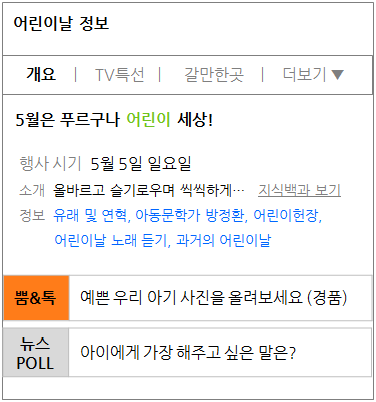 어린이날 정보
개요 | TV특선 | 갈만한곳 | 더보기 ▼
5월은 푸르구나 어린이 세상!
행사 시기 5월 5일 일요일
소개 올바르고 슬기로우며 씩씩하게… 지식백과 보기
정보 유래 및 연혁, 아동문학가 방정환, 어린이헌장,
어린이날 노래 듣기, 과거의 어린이날
뿜&톡 예쁜 우리 아기 사진을 올려보세요 (경품)
뉴스
POLL 아이에게 가장 해주고 싶은 말은?